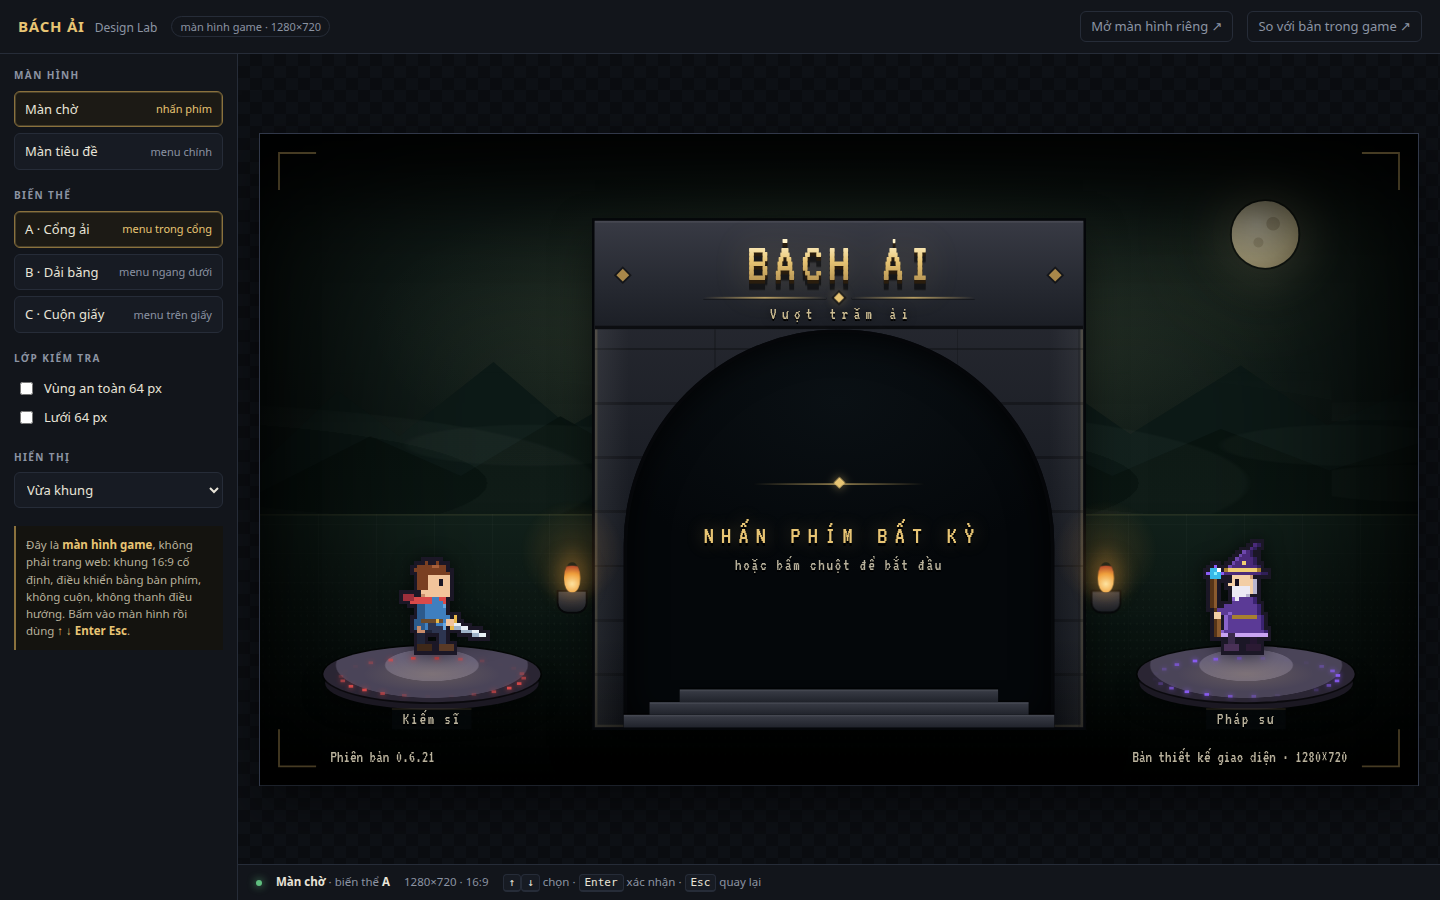 BÁCH ẢI Design Lab màn hình game · 1280×720
Mở màn hình riêng ↗
So với bản trong game ↗
MÀN HÌNH
Màn chờ nhấn phím
Màn tiêu đề menu chính
BIẾN THỂ
A · Cổng ải menu trong cổng
B · Dải băng menu ngang dưới
C · Cuộn giấy menu trên giấy
LỚP KIỂM TRA
Vùng an toàn 64 px
Lưới 64 px
HIỂN THỊ
Vừa khung
Đây là màn hình game, không
phải trang web: khung 16:9 cố
định, điều khiển bằng bàn phím,
không cuộn, không thanh điều
hướng. Bấm vào màn hình rồi
dùng ↑ ↓ Enter Esc.
BÁCH ẢI
Vượt trăm ải
NHẤN PHÍM BẤT KỲ
hoặc bấm chuột để bắt đầu
Kiếm sĩ
Pháp sư
Phiên bản 0.6.21
Bản thiết kế giao diện · 1280×720
Màn chờ · biến thể A 1280×720 · 16:9 ↑ ↓ chọn · Enter xác nhận · Esc quay lại